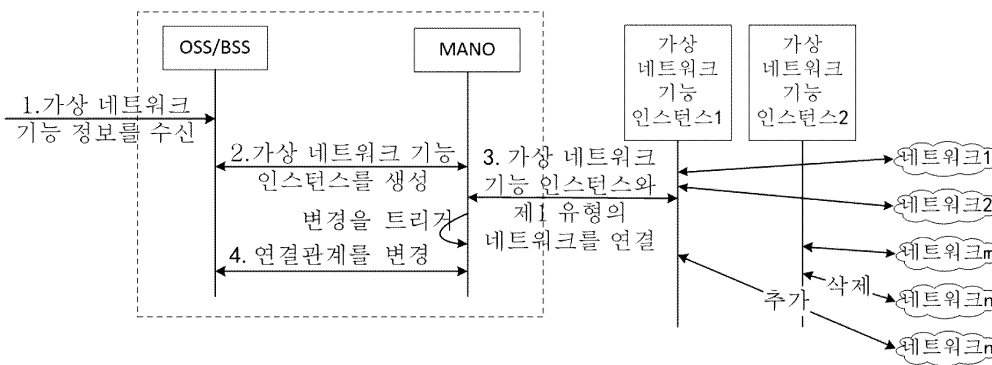 OSS/BSS
MANO
가상
네트워크
기능
인스턴스1
가상
네트워크
기능
인스턴스2
1.가상 네트워크
기능 정보를 수신
2.가상 네트워크 기능
인스턴스를 생성
3. 가상 네트워크
기능 인스턴스와
제1 유형의
네트워크를 연결
변경을 트리거
4. 연결관계를 변경
네트워크1
네트워크2
네트워크m
삭제
네트워크n
추가
네트워크n